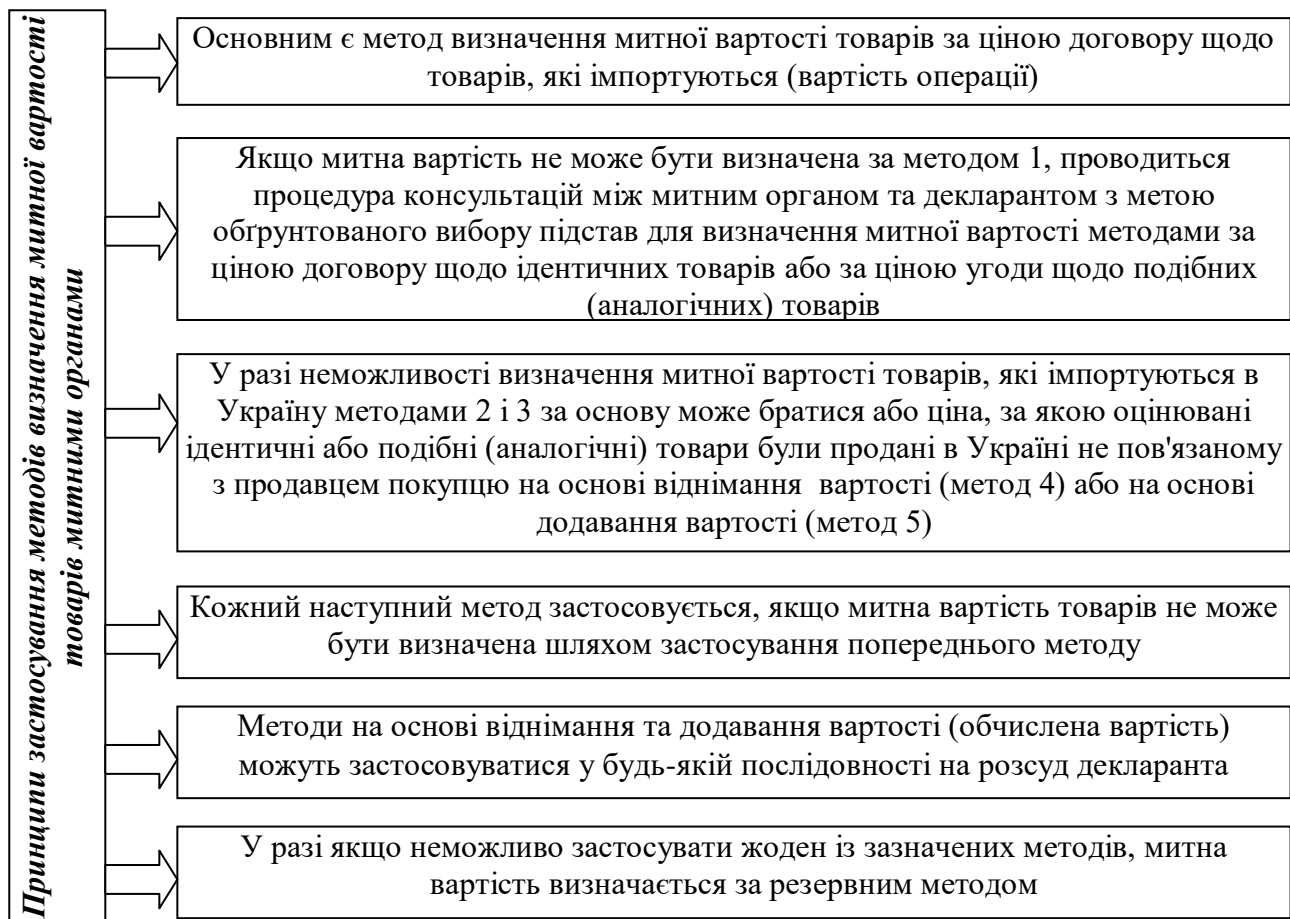 Принципи застосування методів визначення митної вартості
товарів митними органами
Основним є метод визначення митної вартості товарів за ціною договору щодо
товарів, які імпортуються (вартість операції)
Якщо митна вартість не може бути визначена за методом 1, проводиться
процедура консультацій між митним органом та декларантом з метою
обґрунтованого вибору підстав для визначення митної вартості методами за
ціною договору щодо ідентичних товарів або за ціною угоди щодо подібних
(аналогічних) товарів
У разі неможливості визначення митної вартості товарів, які імпортуються в
Україну методами 2 і 3 за основу може братися або ціна, за якою оцінювані
ідентичні або подібні (аналогічні) товари були продані в Україні не пов'язаному
з продавцем покупцю на основі віднімання вартості (метод 4) або на основі
додавання вартості (метод 5)
Кожний наступний метод застосовується, якщо митна вартість товарів не може
бути визначена шляхом застосування попереднього методу
Методи на основі віднімання та додавання вартості (обчислена вартість)
можуть застосовуватися у будь-якій послідовності на розсуд декларанта
У разі якщо неможливо застосувати жоден із зазначених методів, митна
вартість визначається за резервним методом